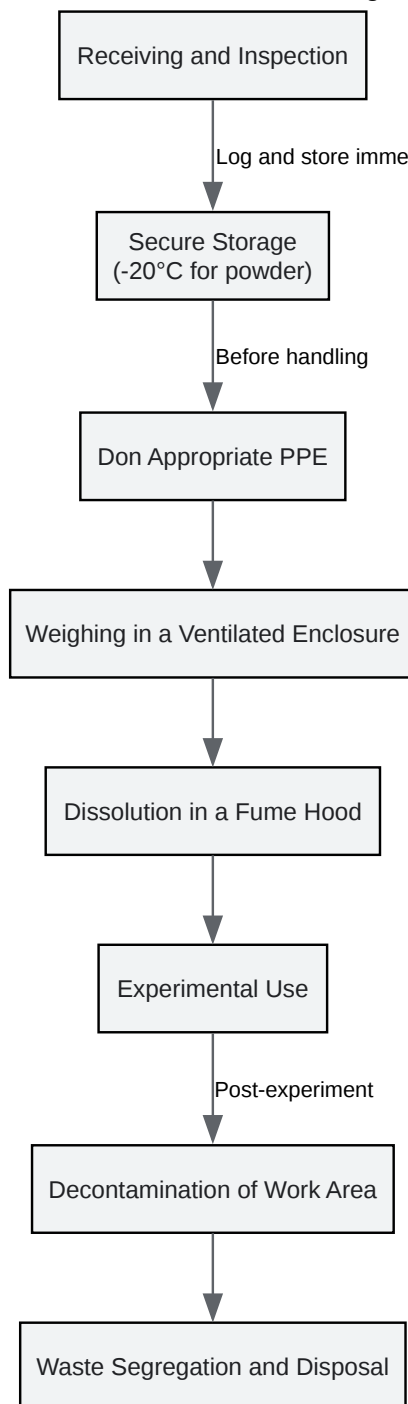 Receiving and Inspection
Log and store imme
Secure Storage
(-20°C for powder)
Before handling
Don Appropriate PPE
Weighing in a Ventilated Enclosure
Dissolution in a Fume Hood
Experimental Use
Post-experiment
Decontamination of Work Area
Waste Segregation and Disposal